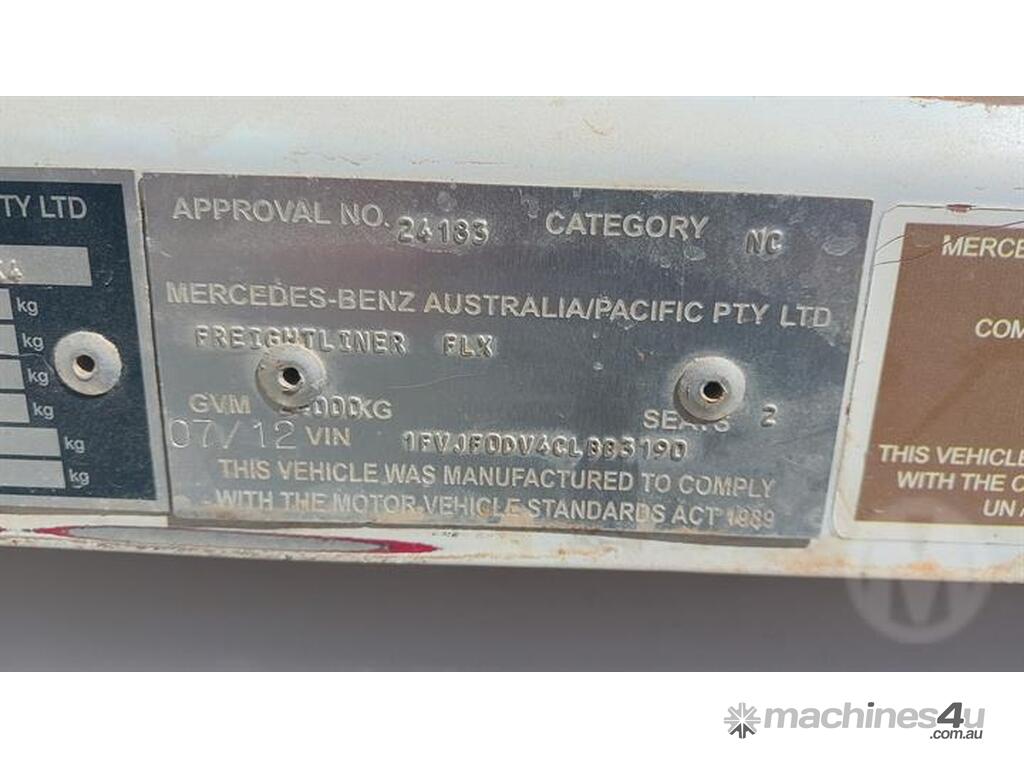 TY LTD
kg
kg
kg
kg
kg
kg
APPROVAL NO. 24183 CATEGORY NC
MERCEDES-BENZ AUSTRALIA/PACIFIC PTY LTD
FREIGHTLINER FLX
GVM
SEATS 2
07/12 VIN 1FVJF0DV4CLBB3190
THIS VEHICLE WAS MANUFACTURED TO COMPLY
WITH THE MOTOR VEHICLE STANDARDS ACT 1989
MERCE
COM
THIS VEHICLE
WITH THE
UN
machines4u
.com.au